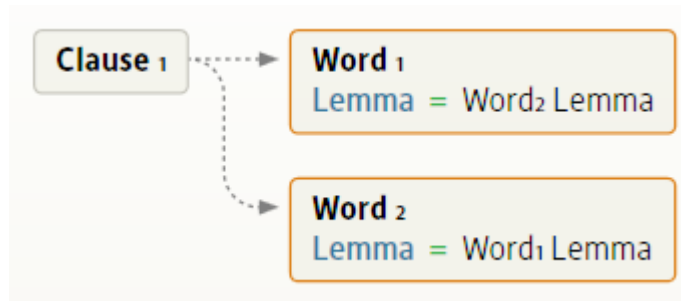 Clause 1
Word 1
Lemma = Word₂ Lemma
Word 2
Lemma = Word₁ Lemma